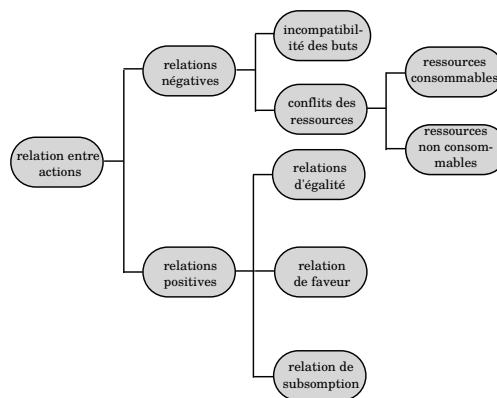 incompatibil-
ité des buts
relations
négatives
ressources
consommables
conflits des
ressources
ressources
non consom-
mables
relation entre
actions
relations
d'égalité
relations
positives
relation
de faveur
relation de
subsomption